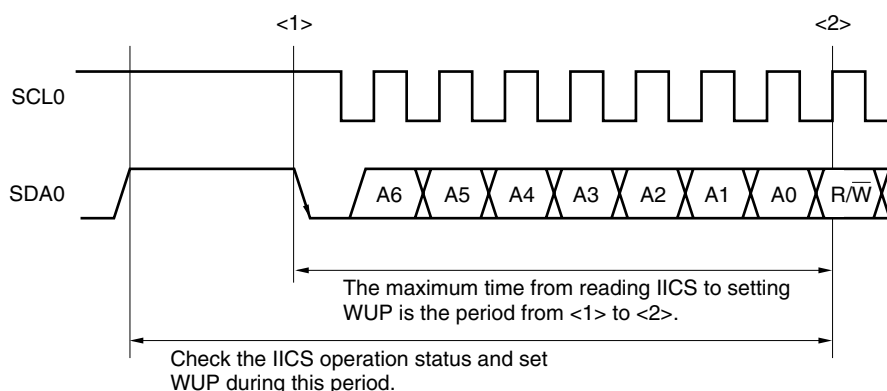 <1> <2>
SCL0
SDA0 A6 A5 A4 A3 A2 A1 A0 R/W̅
The maximum time from reading IICS to setting
WUP is the period from <1> to <2>.
Check the IICS operation status and set
WUP during this period.